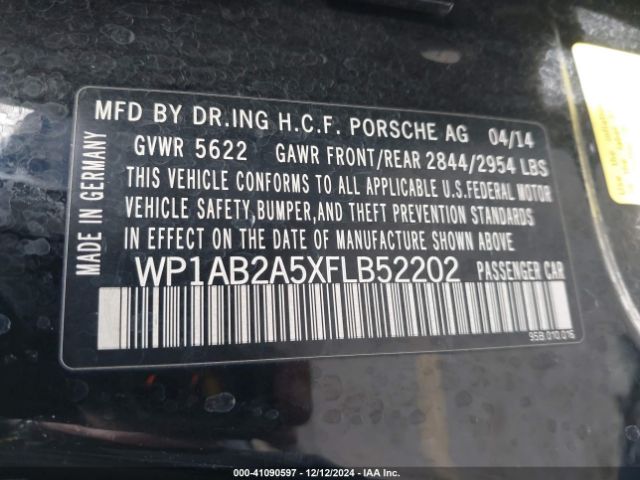 MFD BY DR.ING H.C.F. PORSCHE AG 04/14
GVWR 5622 GAWR FRONT/REAR 2844/2954 LBS
THIS VEHICLE CONFORMS TO ALL APPLICABLE U.S.FEDERAL MOTOR
VEHICLE SAFETY,BUMPER,AND THEFT PREVENTION STANDARDS
IN EFFECT ON THE DATE OF MANUFACTURE SHOWN ABOVE
WP1AB2A5XFLB52202 PASSENGER CAR
95B.010.016
MADE IN GERMANY
000-41090597 - 12/12/2024 - IAA Inc.